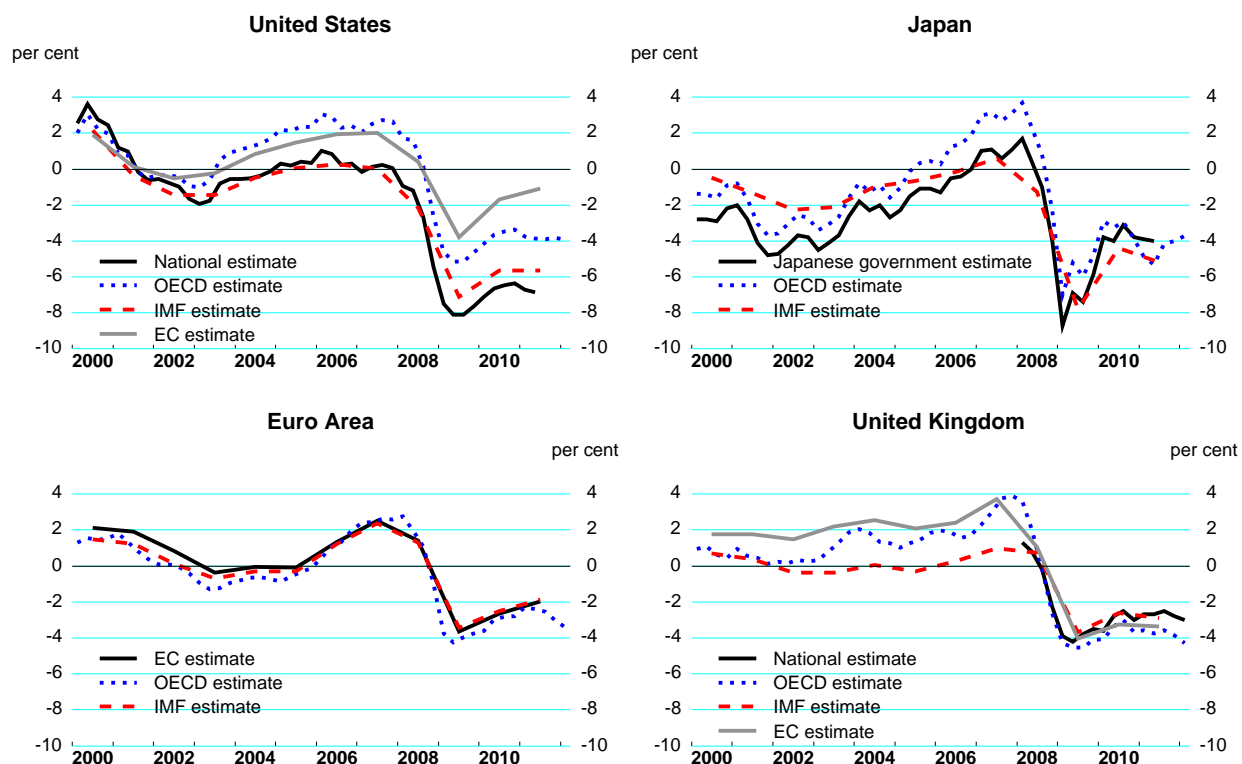 United States
per cent
4 4
2 2
0 0
-2 -2
-4 -4
-6 -6
-8 -8
-10 -10
National estimate
OECD estimate
IMF estimate
EC estimate
2000 2002 2004 2006 2008 2010
Japan
per cent
4 4
2 2
0 0
-2 -2
-4 -4
-6 -6
-8 -8
-10 -10
Japanese government estimate
OECD estimate
IMF estimate
2000 2002 2004 2006 2008 2010
Euro Area
per cent
4 4
2 2
0 0
-2 -2
-4 -4
-6 -6
-8 -8
-10 -10
EC estimate
OECD estimate
IMF estimate
2000 2002 2004 2006 2008 2010
United Kingdom
per cent
4 4
2 2
0 0
-2 -2
-4 -4
-6 -6
-8 -8
-10 -10
National estimate
OECD estimate
IMF estimate
EC estimate
2000 2002 2004 2006 2008 2010